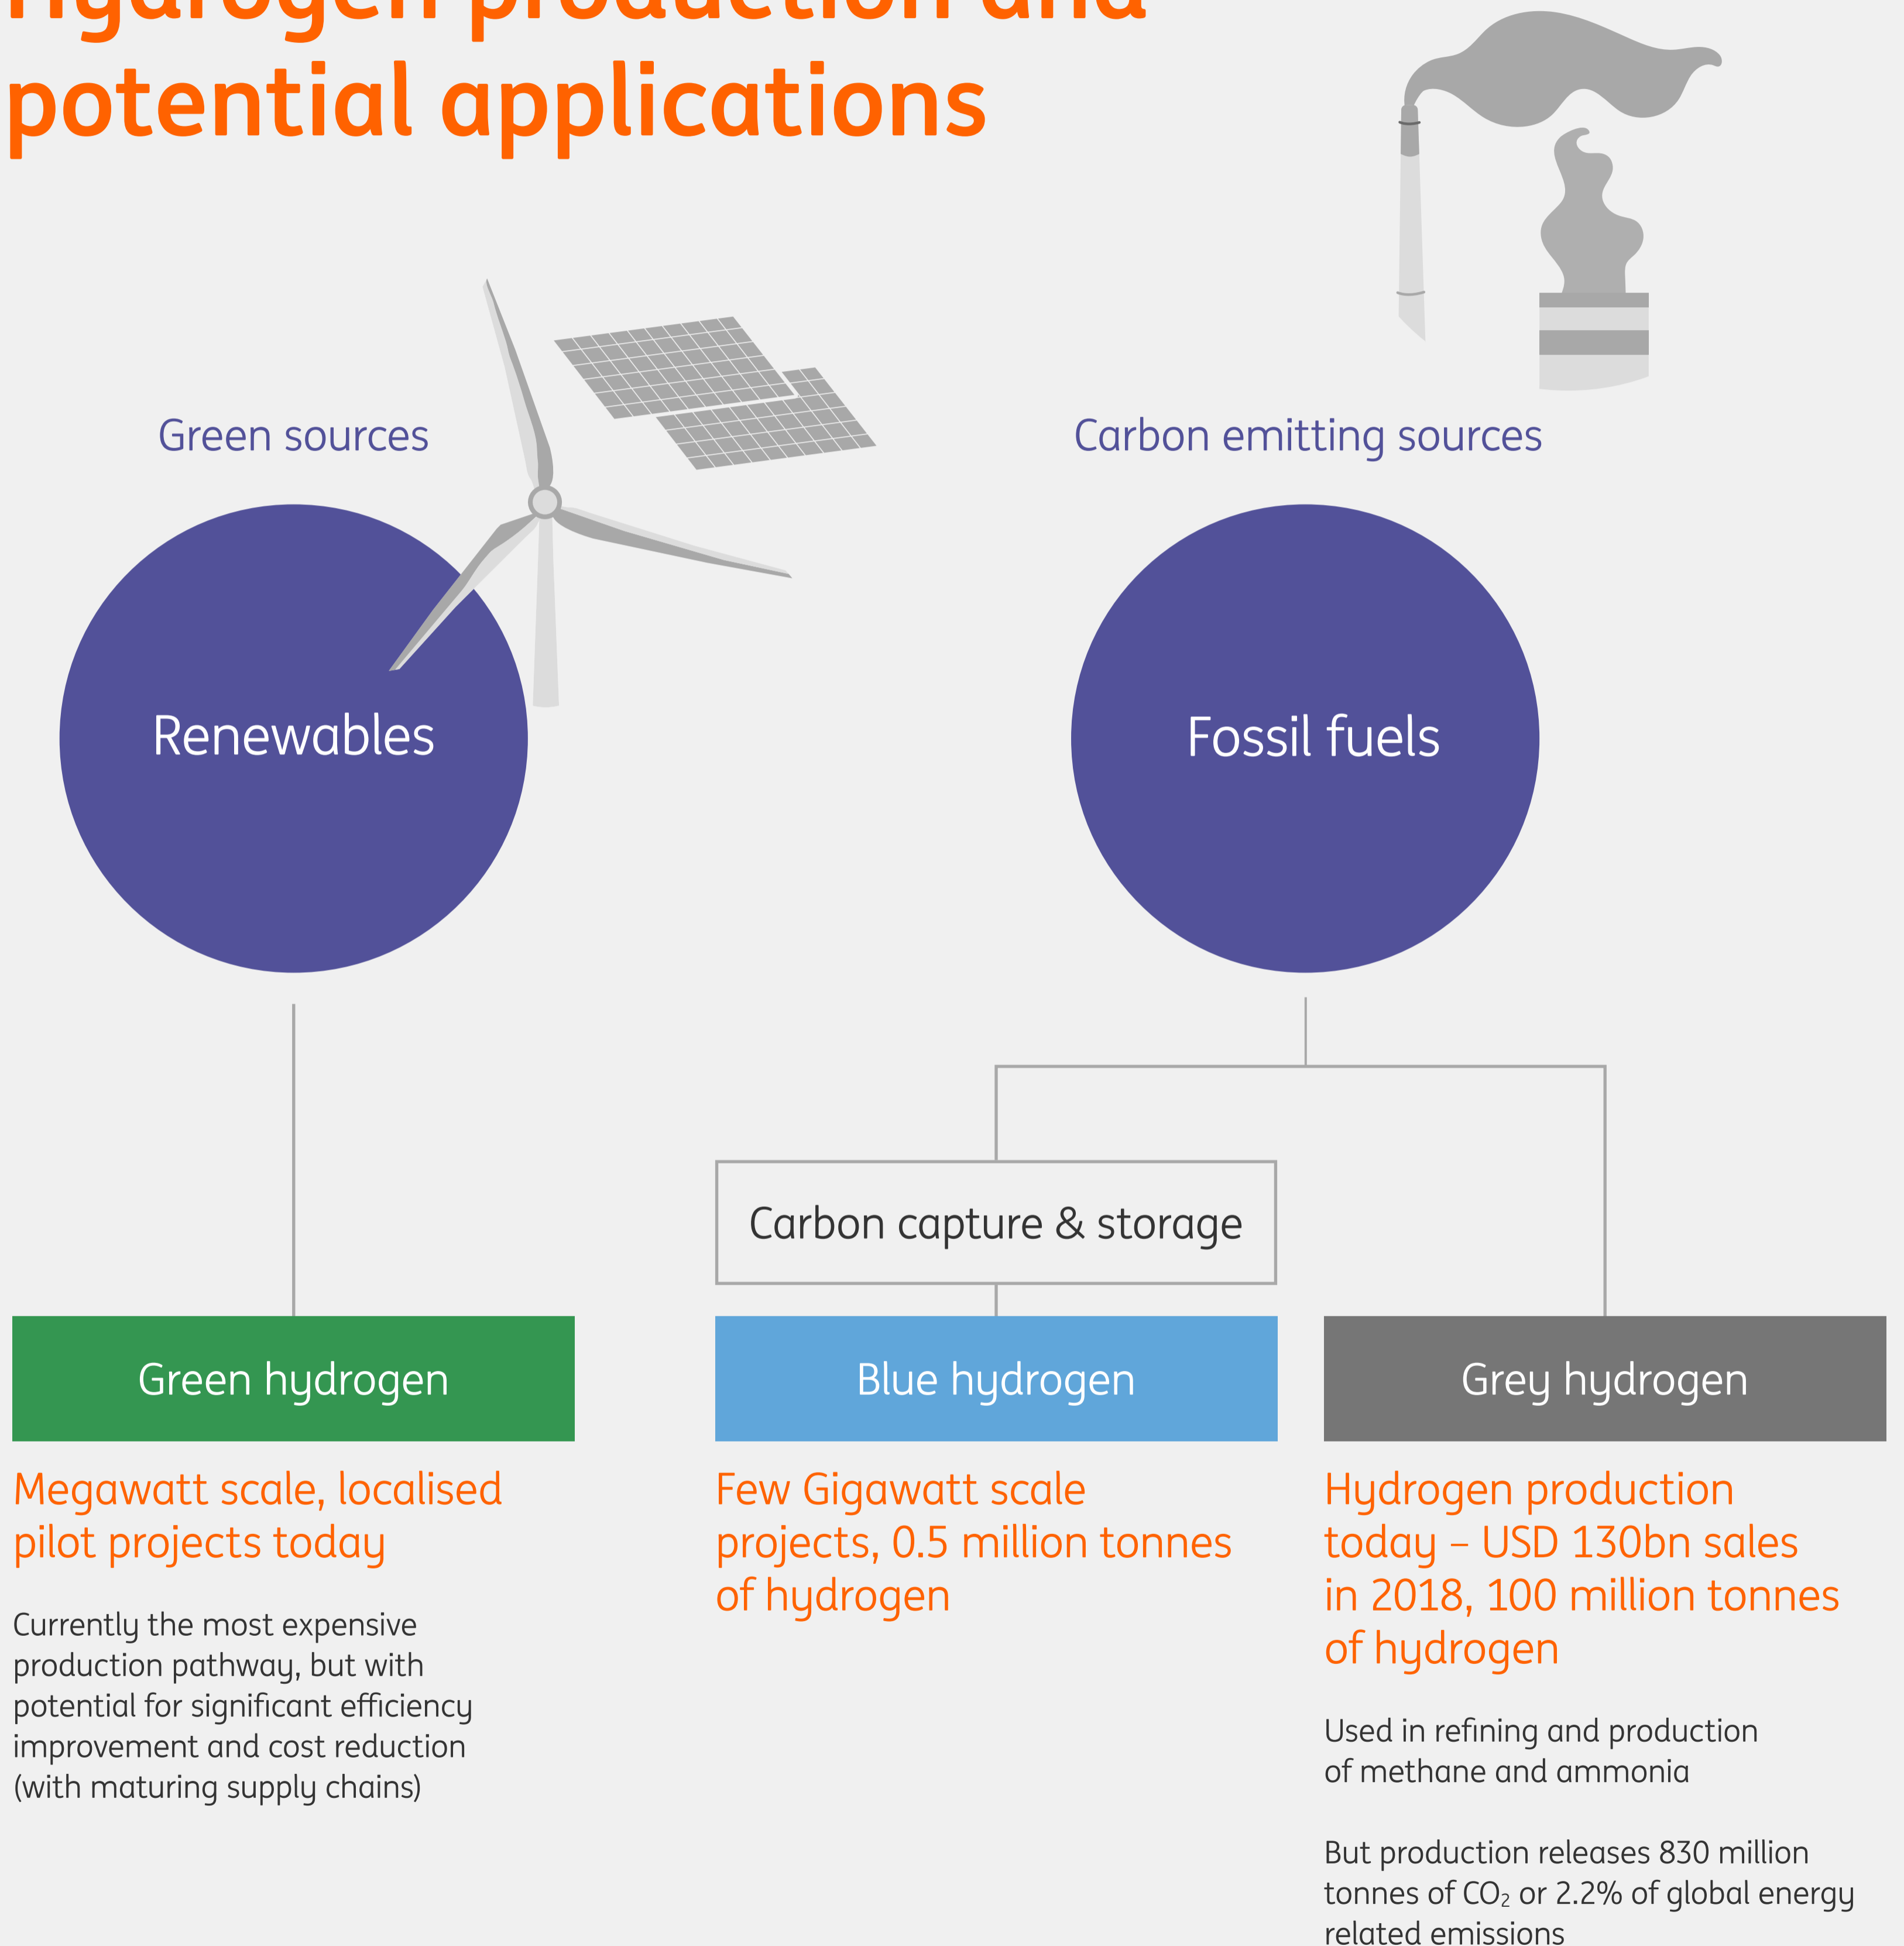 Hydrogen production and
potential applications
Green sources
Carbon emitting sources
Renewables
Fossil fuels
Carbon capture & storage
Green hydrogen
Blue hydrogen
Grey hydrogen
Megawatt scale, localised
pilot projects today
Currently the most expensive
production pathway, but with
potential for significant efficiency
improvement and cost reduction
(with maturing supply chains)
Few Gigawatt scale
projects, 0.5 million tonnes
of hydrogen
Hydrogen production
today – USD 130bn sales
in 2018, 100 million tonnes
of hydrogen
Used in refining and production
of methane and ammonia
But production releases 830 million
tonnes of CO₂ or 2.2% of global energy
related emissions